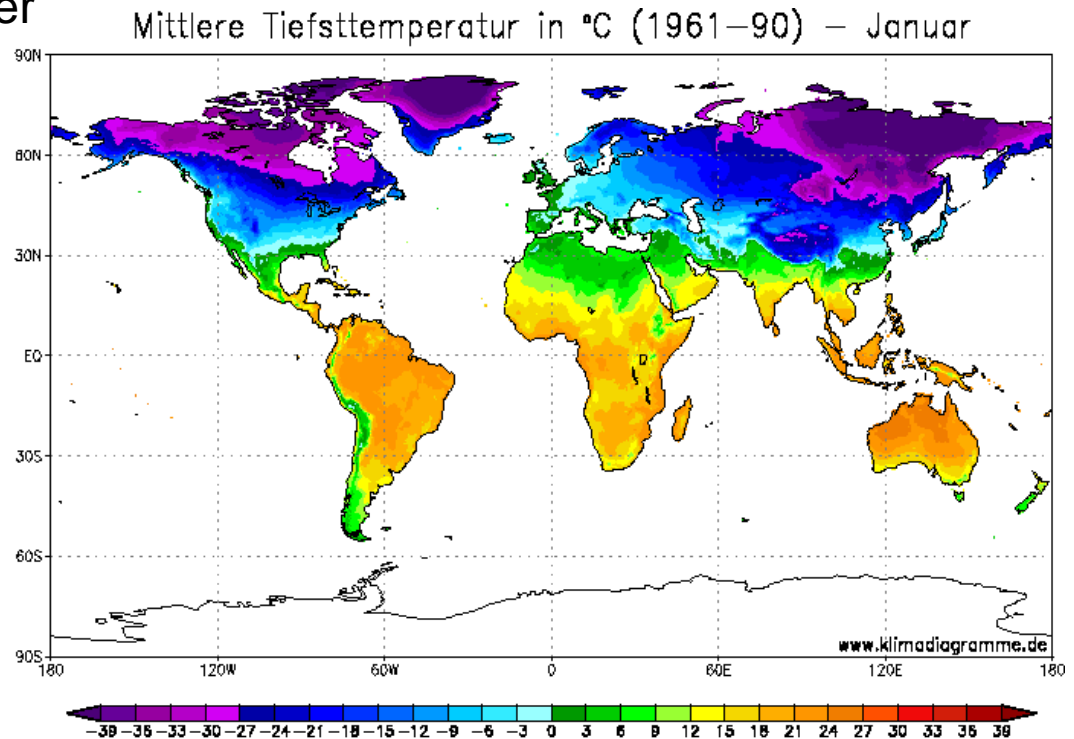 er
Mittlere Tiefsttemperatur in °C (1961–90) – Januar
90N
60N
30N
EQ
30S
60S
90S
180 120W 60W 0 60E 120E 180
www.klimadiagramme.de
-39 -36 -33 -30 -27 -24 -21 -18 -15 -12 -9 -6 -3 0 3 6 9 12 15 18 21 24 27 30 33 36 39